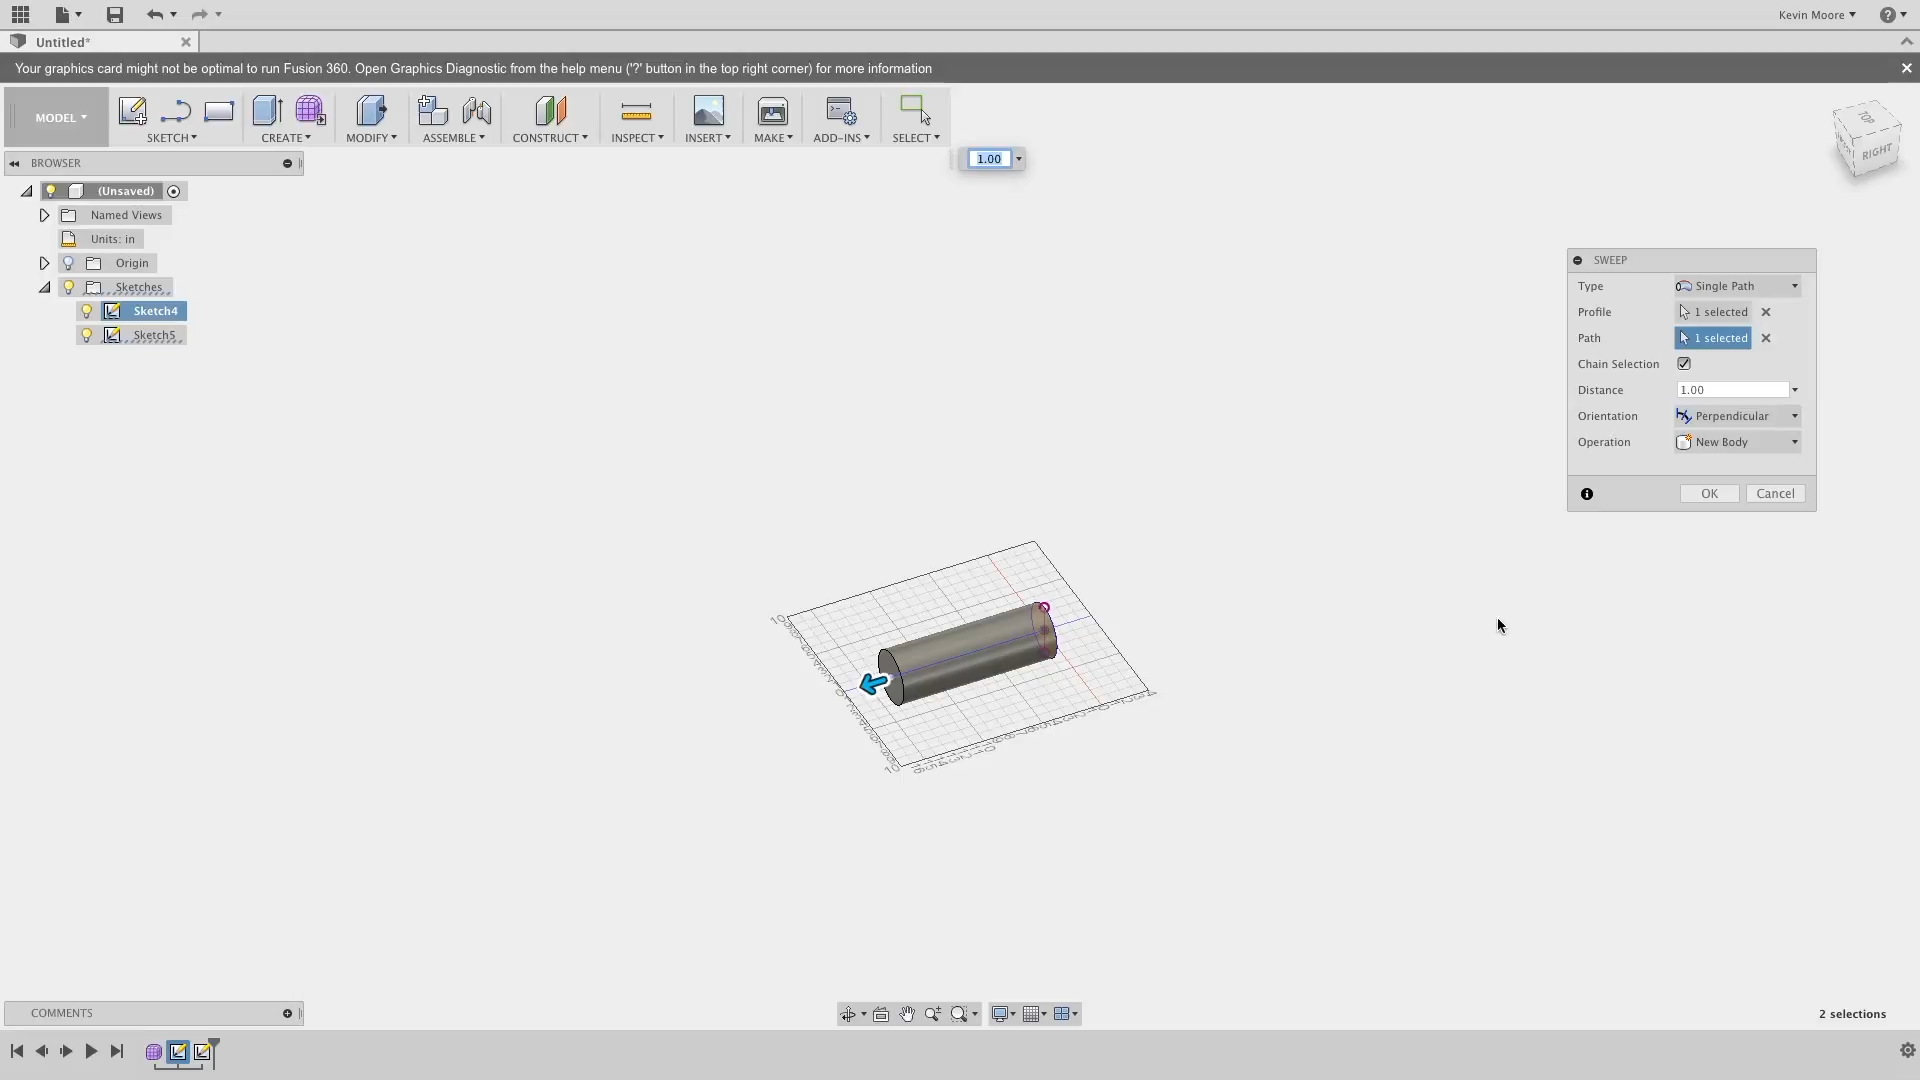 Kevin Moore
Untitled*
Your graphics card might not be optimal to run Fusion 360. Open Graphics Diagnostic from the help menu ('?' button in the top right corner) for more information
MODEL
SKETCH
CREATE
MODIFY
ASSEMBLE
CONSTRUCT
INSPECT
INSERT
MAKE
ADD-INS
SELECT
TOP
RIGHT
BROWSER
1.00
(Unsaved)
Named Views
Units: in
Origin
Sketches
Sketch4
Sketch5
SWEEP
Type Single Path
Profile 1 selected
Path 1 selected
Chain Selection
Distance 1.00
Orientation Perpendicular
Operation New Body
OK Cancel
10
10
COMMENTS
2 selections